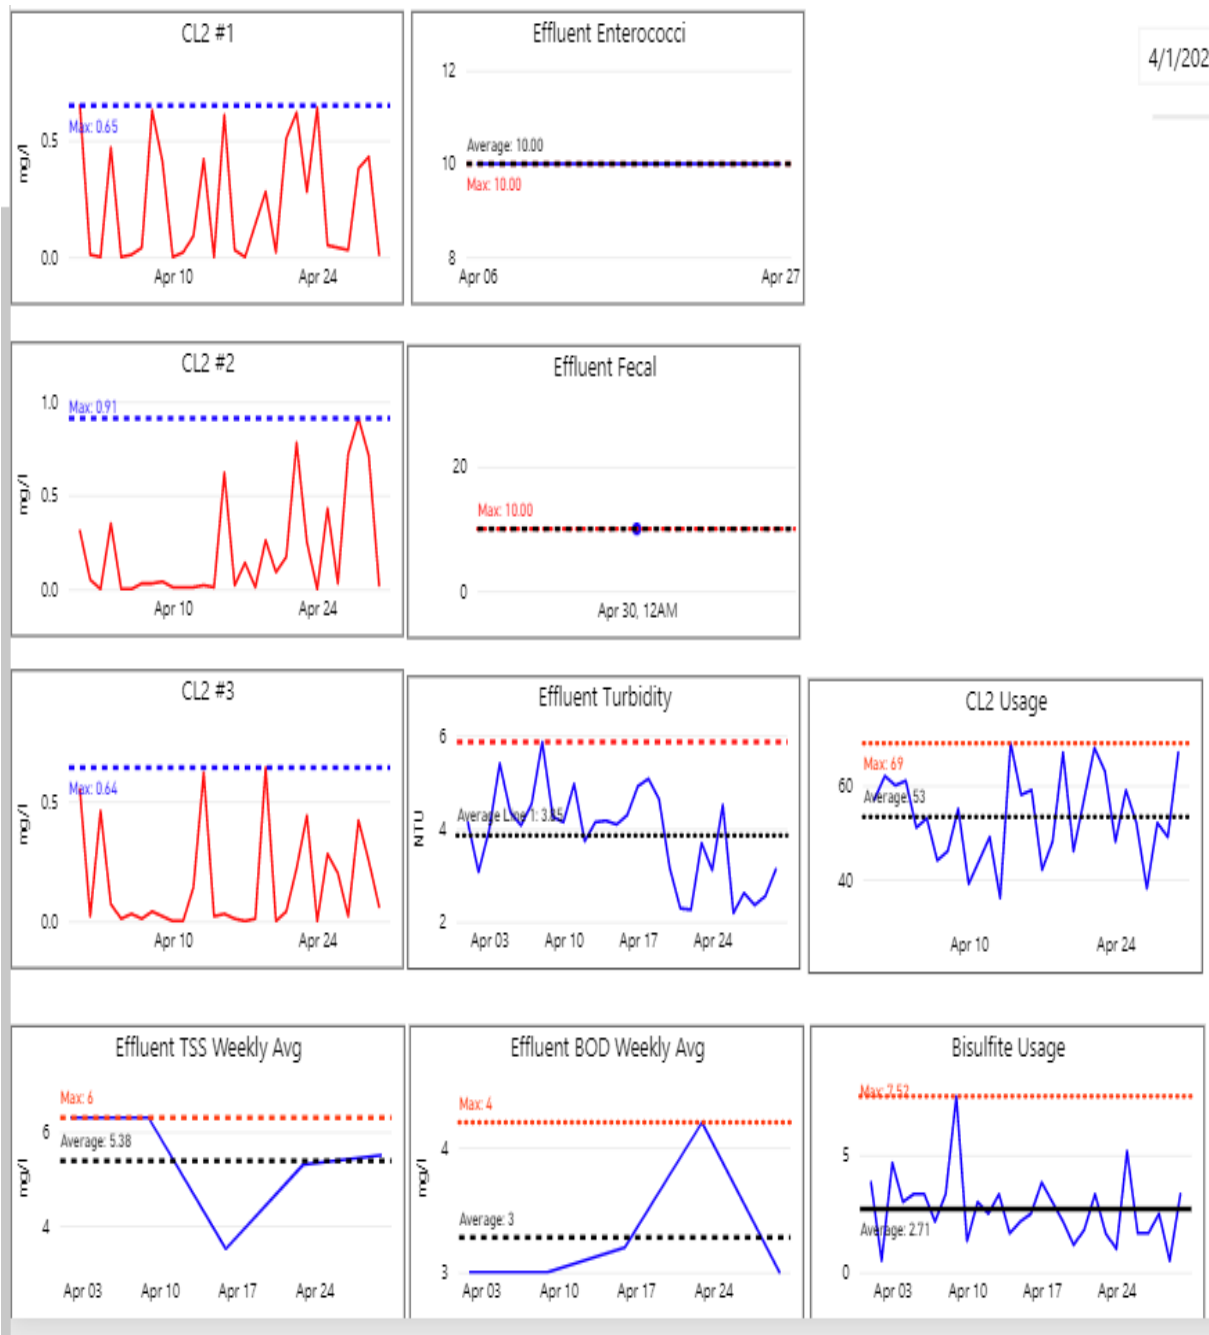 CL2 #1
mg/l
0.5
0.0
Max: 0.65
Apr 10
Apr 24
Effluent Enterococci
12
10
8
Average: 10.00
Max: 10.00
Apr 06
Apr 27
4/1/202
CL2 #2
mg/l
1.0
0.5
0.0
Max: 0.91
Apr 10
Apr 24
Effluent Fecal
20
0
Max: 10.00
Apr 30, 12AM
CL2 #3
mg/l
0.5
0.0
Max: 0.64
Apr 10
Apr 24
Effluent Turbidity
NTU
6
4
2
Average Line 1: 3.85
Apr 03
Apr 10
Apr 17
Apr 24
CL2 Usage
60
40
Max: 69
Average: 53
Apr 10
Apr 24
Effluent TSS Weekly Avg
mg/l
6
4
Max: 6
Average: 5.38
Apr 03
Apr 10
Apr 17
Apr 24
Effluent BOD Weekly Avg
mg/l
4
3
Max: 4
Average: 3
Apr 03
Apr 10
Apr 17
Apr 24
Bisulfite Usage
5
0
Max: 7.52
Average: 2.71
Apr 03
Apr 10
Apr 17
Apr 24